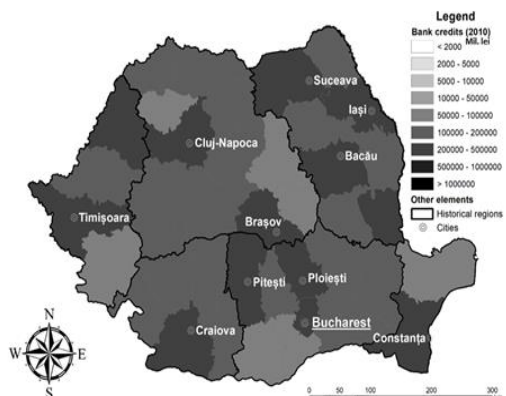 Legend
Bank credits (2010)
Mil. lei
< 2000
2000 - 5000
5000 - 10000
10000 - 50000
50000 - 100000
100000 - 200000
200000 - 500000
500000 - 1000000
> 1000000
Other elements
Historical regions
Cities
Suceava
Iași
Cluj-Napoca
Bacău
Timișoara
Brașov
Pitești
Ploiești
Craiova
Bucharest
Constanța
N
W
E
S
0 50 100 200 300